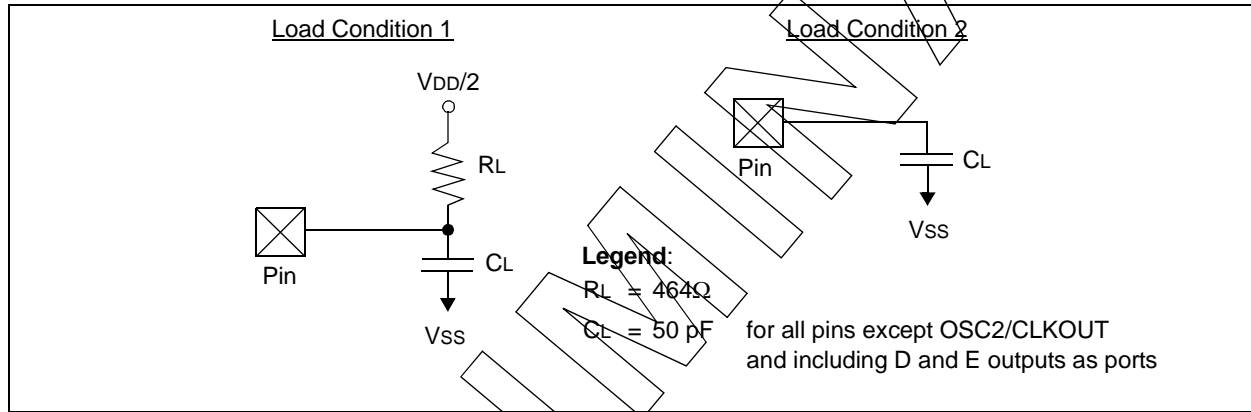 Load Condition 1
Load Condition 2
VDD/2
RL
Pin
CL
VSS
Pin
CL
VSS
Legend:
RL = 464Ω
CL = 50 pF for all pins except OSC2/CLKOUT
and including D and E outputs as ports